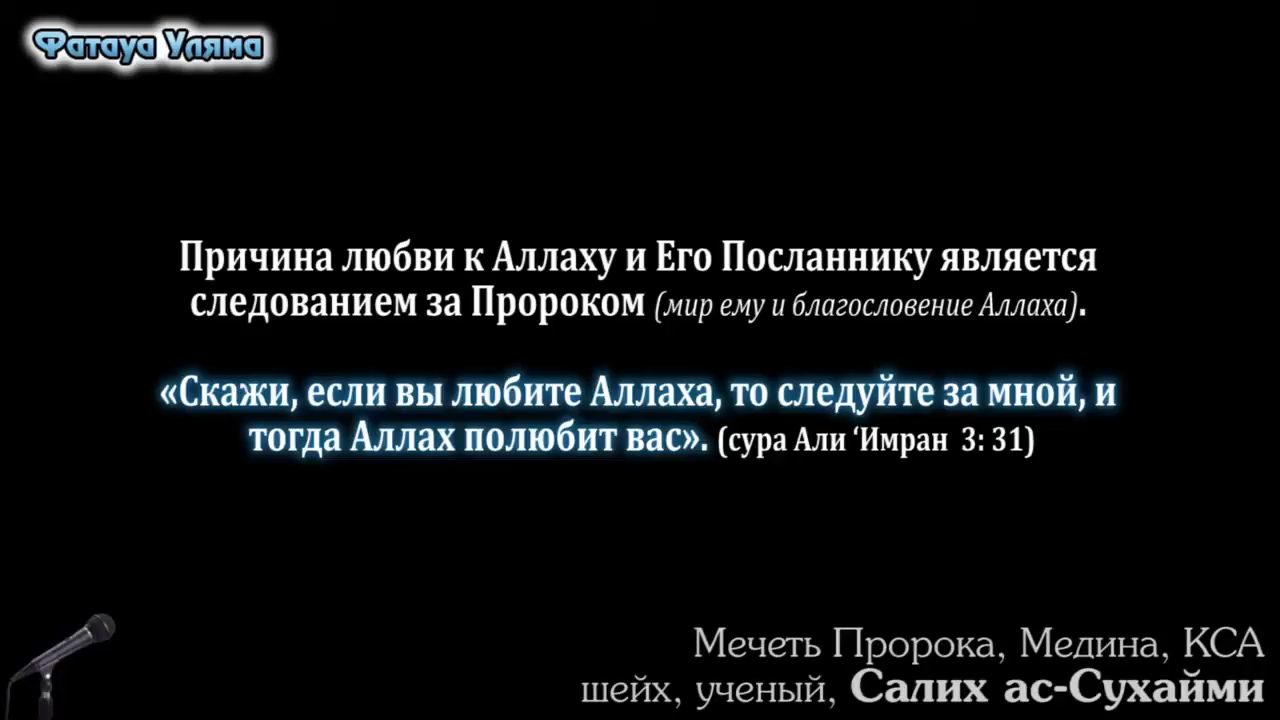 Фатауа Уляма
Причина любви к Аллаху и Его Посланнику является
следованием за Пророком (мир ему и благословение Аллаха).
«Скажи, если вы любите Аллаха, то следуйте за мной, и
тогда Аллах полюбит вас». (сура Али ‘Имран 3: 31)
Мечеть Пророка, Медина, КСА
шейх, ученый, Салих ас-Сухайми